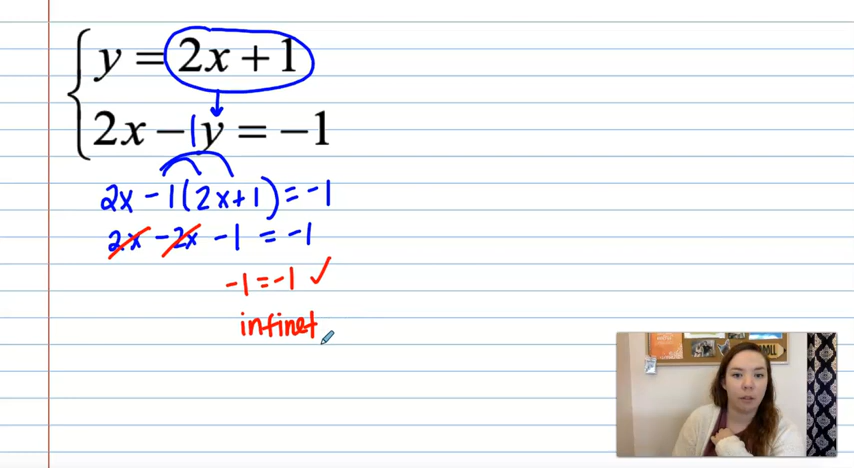 y = 2x + 1
2x - 1y = -1
2x - 1(2x + 1) = -1
2x - 2x - 1 = -1
-1 = -1 ✓
infinet